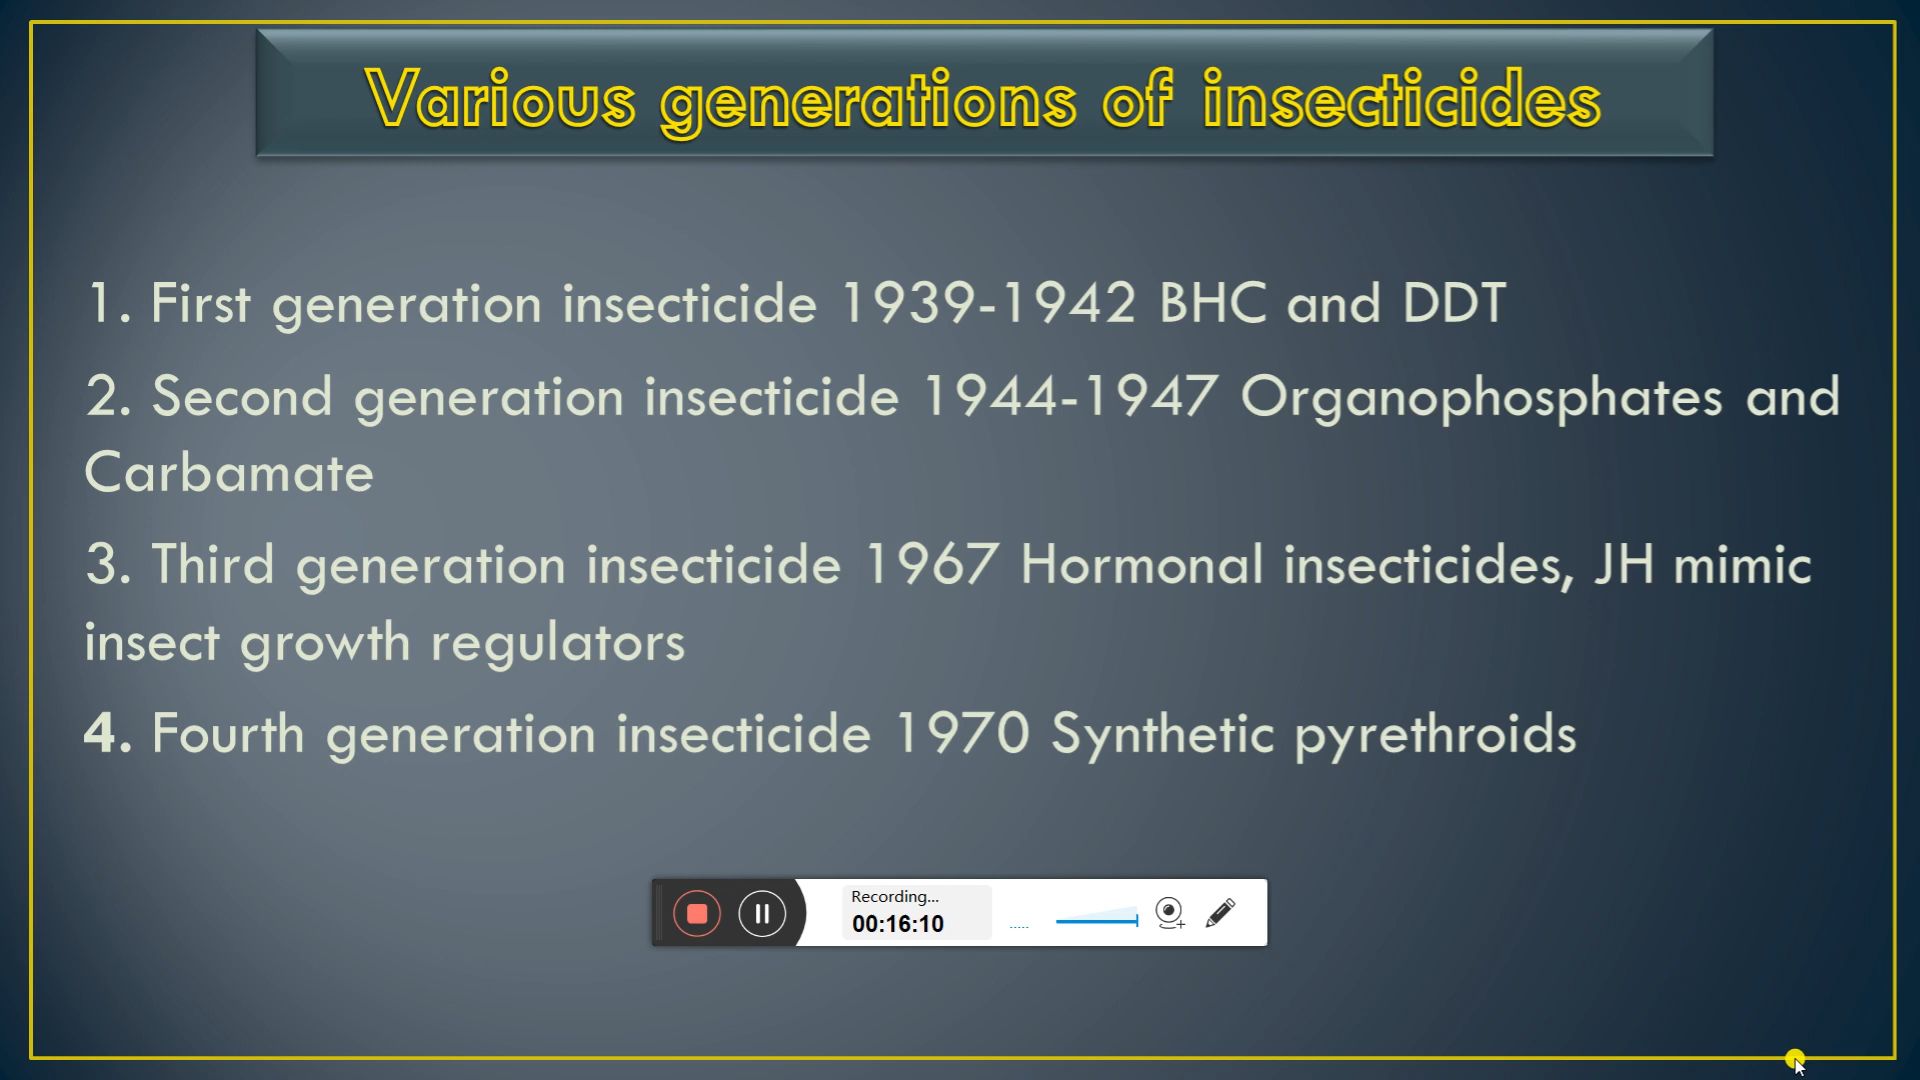 Various generations of insecticides
1. First generation insecticide 1939-1942 BHC and DDT
2. Second generation insecticide 1944-1947 Organophosphates and
Carbamate
3. Third generation insecticide 1967 Hormonal insecticides, JH mimic
insect growth regulators
4. Fourth generation insecticide 1970 Synthetic pyrethroids
Recording...
00:16:10